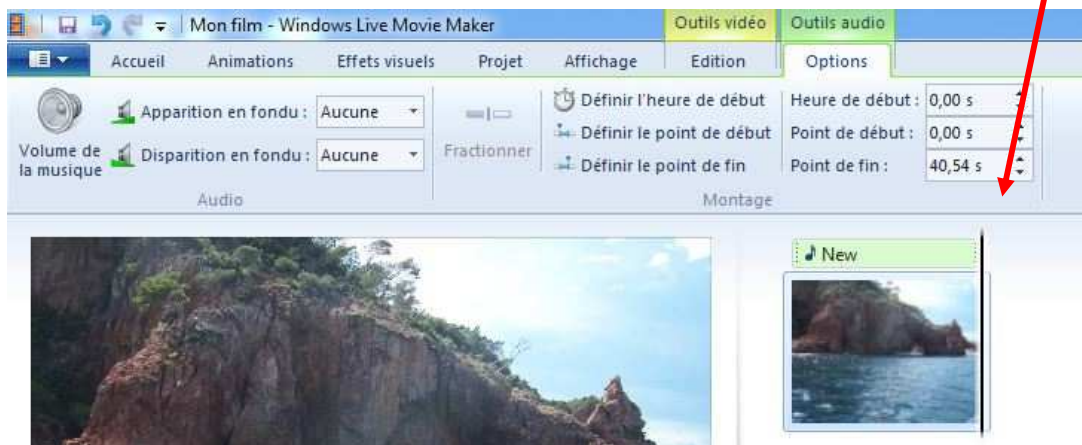 Mon film - Windows Live Movie Maker
Outils vidéo
Outils audio
Accueil Animations Effets visuels Projet Affichage Edition Options
Volume de la musique
Apparition en fondu : Aucune
Disparition en fondu : Aucune
Audio
Fractionner
Définir l'heure de début
Définir le point de début
Définir le point de fin
Heure de début : 0,00 s
Point de début : 0,00 s
Point de fin : 40,54 s
Montage
New